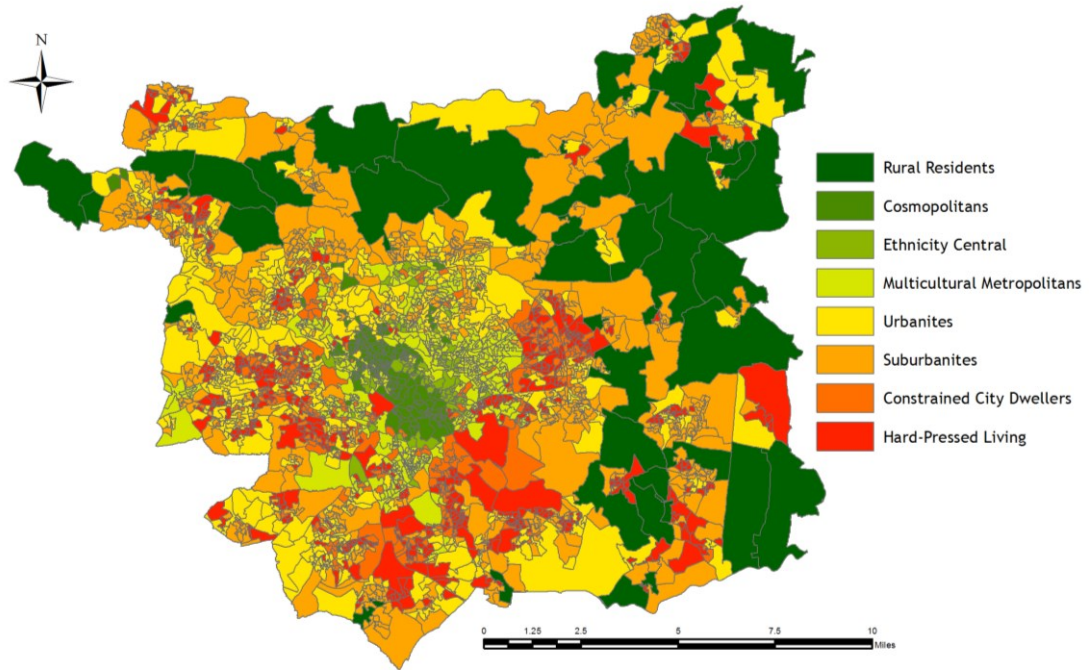 N
Rural Residents
Cosmopolitans
Ethnicity Central
Multicultural Metropolitans
Urbanites
Suburbanites
Constrained City Dwellers
Hard-Pressed Living
0 1.25 2.5 5 7.5 10
Miles